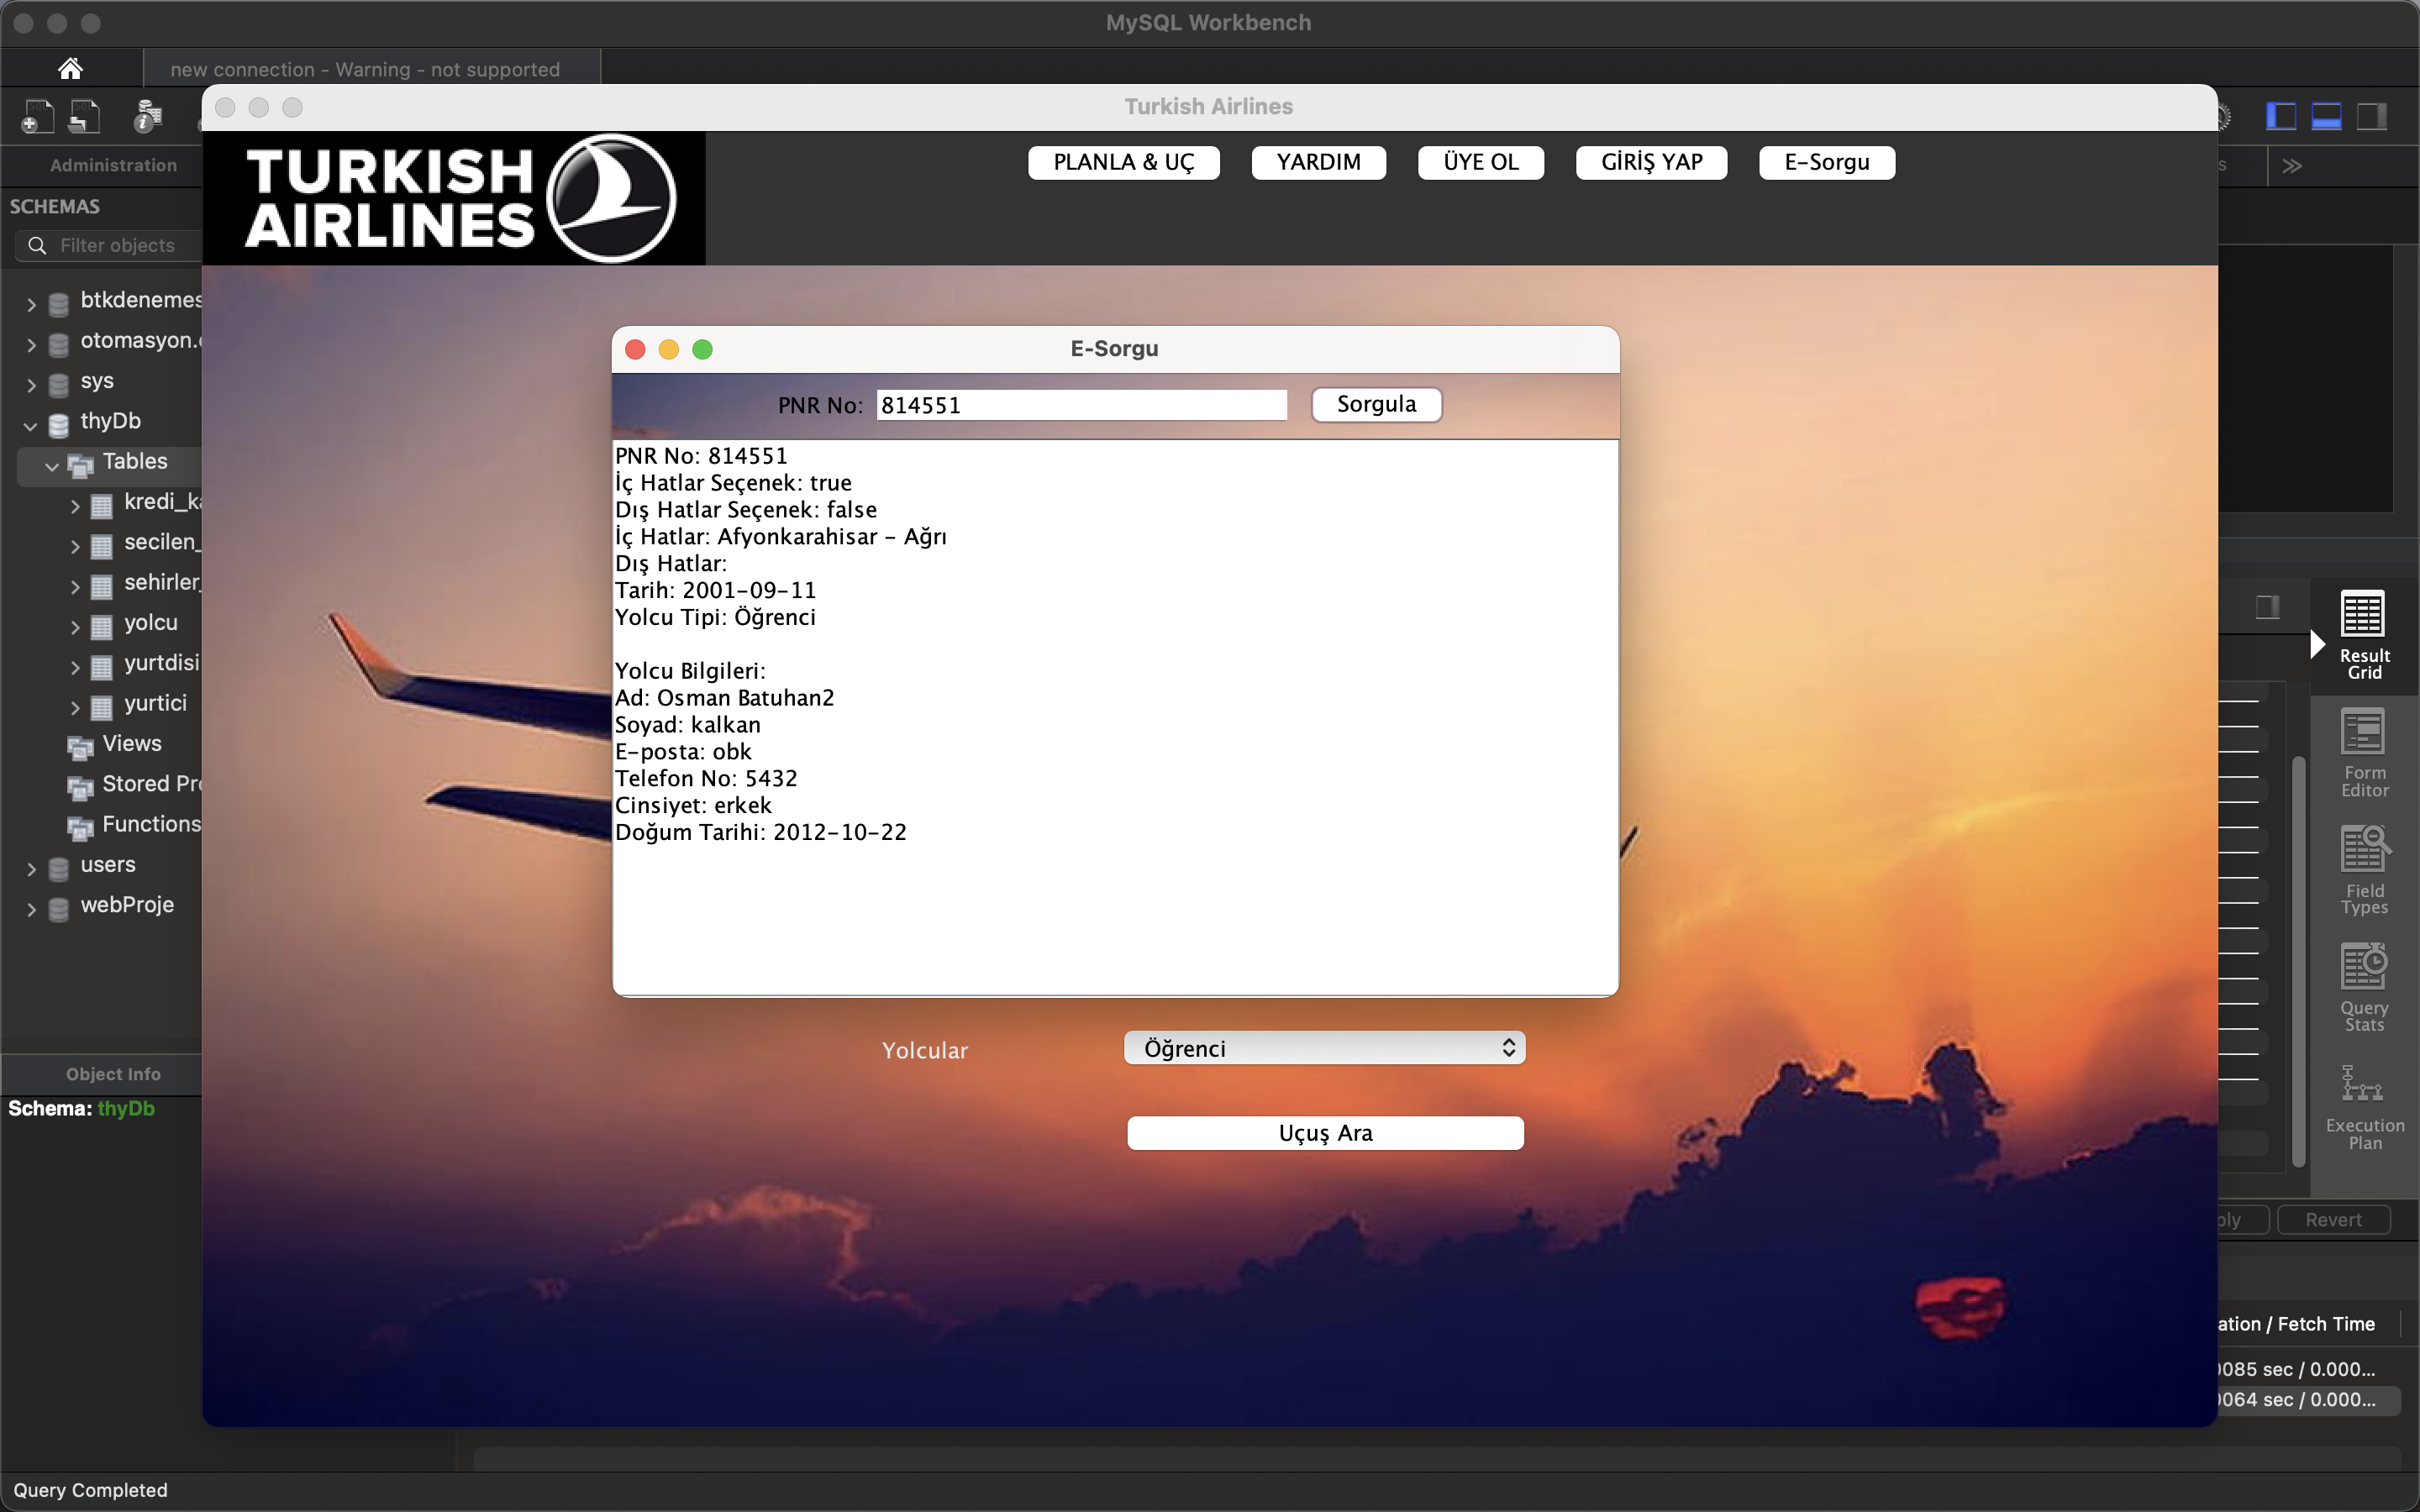 MySQL Workbench
new connection - Warning - not supported
Turkish Airlines
Administration
SCHEMAS
Filter objects
TURKISH
AIRLINES
PLANLA & UÇ
YARDIM
ÜYE OL
GİRİŞ YAP
E-Sorgu
btkdenemes
otomasyon.
sys
thyDb
Tables
kredi_ka
secilen_
sehirler_
yolcu
yurtdisi
yurtici
Views
Stored Pro
Functions
users
webProje
E-Sorgu
PNR No: 814551 Sorgula
PNR No: 814551
İç Hatlar Seçenek: true
Dış Hatlar Seçenek: false
İç Hatlar: Afyonkarahisar - Ağrı
Dış Hatlar:
Tarih: 2001-09-11
Yolcu Tipi: Öğrenci
Yolcu Bilgileri:
Ad: Osman Batuhan2
Soyad: kalkan
E-posta: obk
Telefon No: 5432
Cinsiyet: erkek
Doğum Tarihi: 2012-10-22
Yolcular
Öğrenci
Uçuş Ara
Result
Grid
Form
Editor
Field
Types
Query
Stats
Execution
Plan
Object Info
Schema: thyDb
ply
Revert
ation / Fetch Time
0085 sec / 0.000...
0064 sec / 0.000...
Query Completed